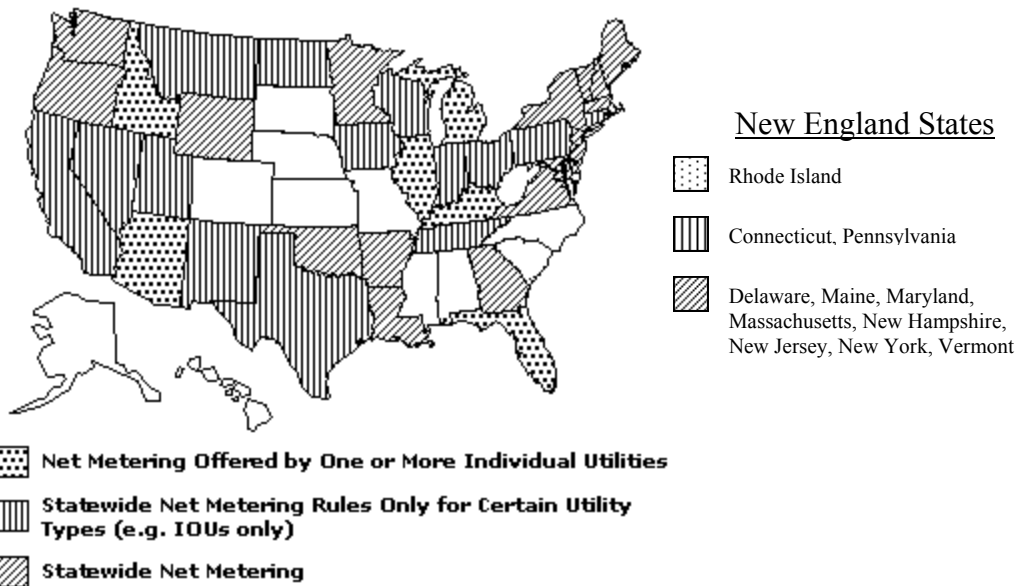 New England States
Rhode Island
Connecticut, Pennsylvania
Delaware, Maine, Maryland,
Massachusetts, New Hampshire,
New Jersey, New York, Vermont
Net Metering Offered by One or More Individual Utilities
Statewide Net Metering Rules Only for Certain Utility
Types (e.g. IOUs only)
Statewide Net Metering